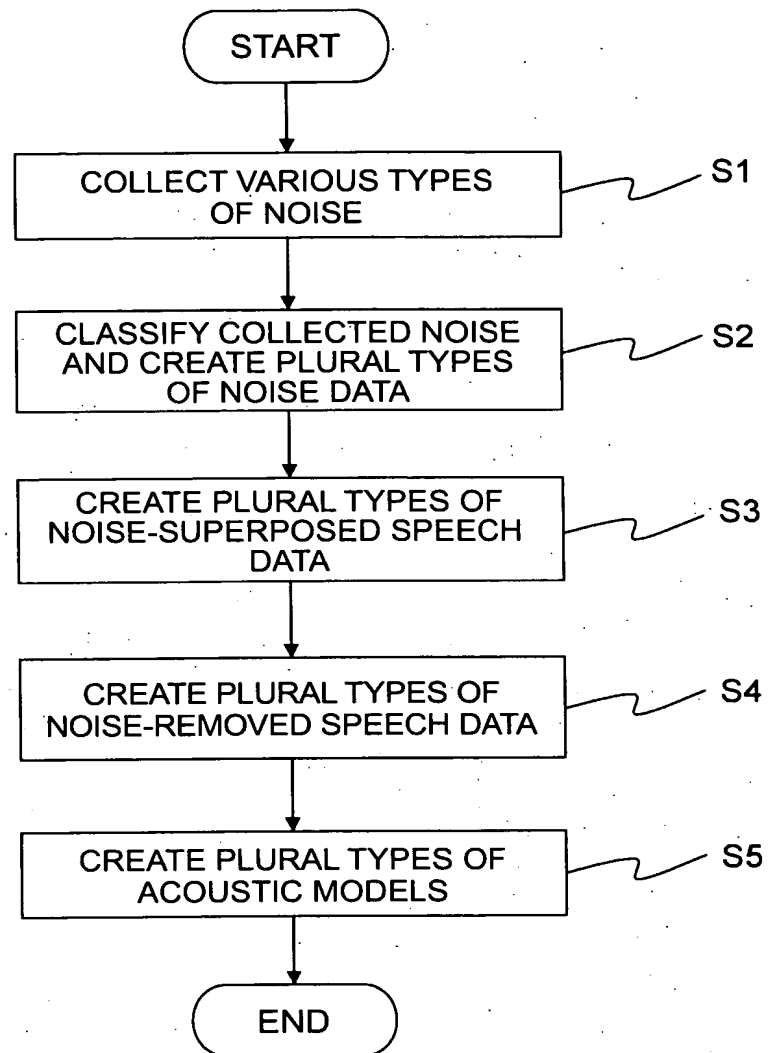 START
COLLECT VARIOUS TYPES
OF NOISE
S1
CLASSIFY COLLECTED NOISE
AND CREATE PLURAL TYPES
OF NOISE DATA
S2
CREATE PLURAL TYPES OF
NOISE-SUPERPOSED SPEECH
DATA
S3
CREATE PLURAL TYPES OF
NOISE-REMOVED SPEECH DATA
S4
CREATE PLURAL TYPES OF
ACOUSTIC MODELS
S5
END